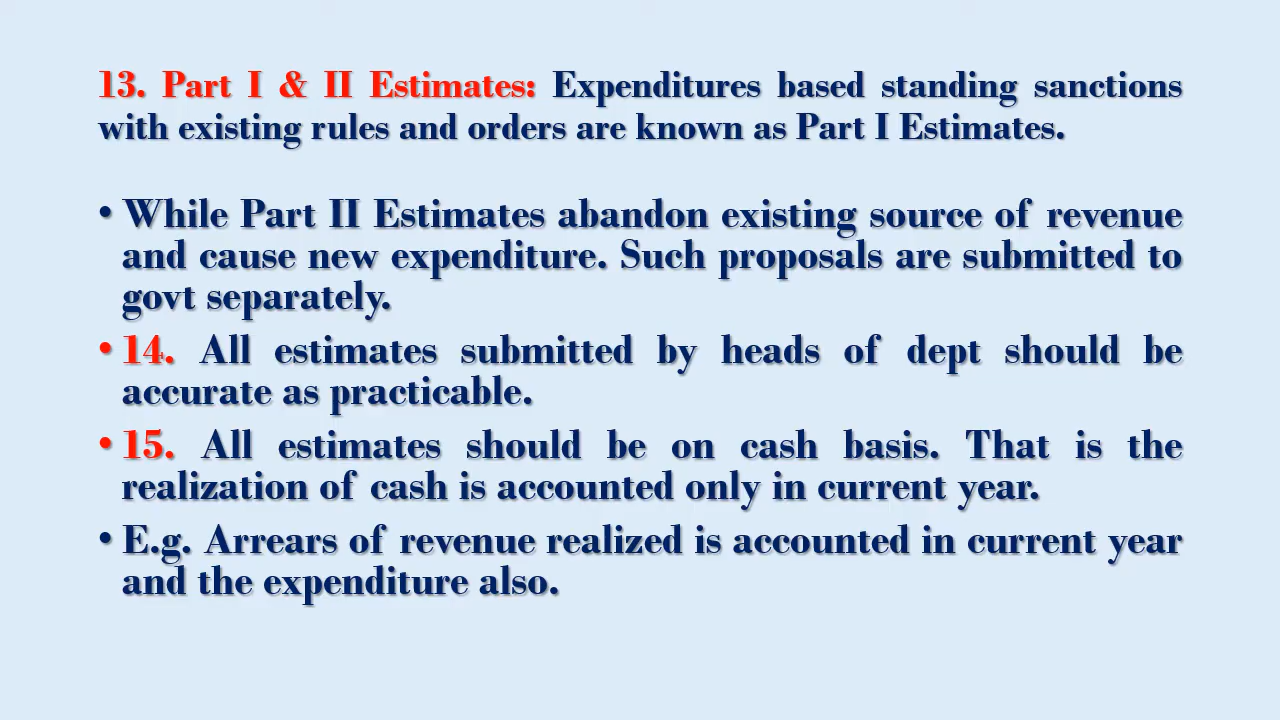 13. Part I & II Estimates: Expenditures based standing sanctions
with existing rules and orders are known as Part I Estimates.
• While Part II Estimates abandon existing source of revenue
and cause new expenditure. Such proposals are submitted to
govt separately.
• 14. All estimates submitted by heads of dept should be
accurate as practicable.
• 15. All estimates should be on cash basis. That is the
realization of cash is accounted only in current year.
• E.g. Arrears of revenue realized is accounted in current year
and the expenditure also.